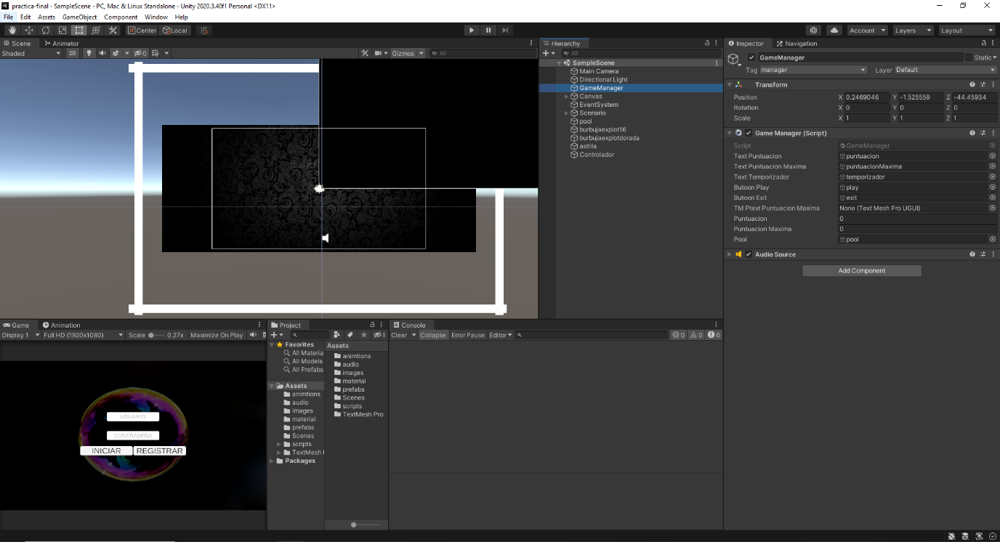 practica-final - SampleScene - PC, Mac & Linux Standalone - Unity 2020.3.40f1 Personal <DX11>
File Edit Assets GameObject Component Window Help
Center Local Account Layers Layout
Scene Animator
Shaded 2D 0 Gizmos All
Hierarchy
All
SampleScene
Main Camera
Directional Light
GameManager
Canvas
EventSystem
Scenario
pool
burbujaexplot16
burbujaexplotdorada
astilla
Controlador
Inspector Navigation
GameManager Static
Tag manager Layer Default
Transform
Position X 0.2469046 Y -1.525559 Z -44.45934
Rotation X 0 Y 0 Z 0
Scale X 1 Y 1 Z 1
Game Manager (Script)
Script GameManager
Text Puntuacion puntuacion
Text Puntuacion Maxima puntuacionMaxima
Text Temporizador temporizador
Butoon Play play
Butoon Exit exit
TM Ptext Puntuacion Maxima None (Text Mesh Pro UGUI)
Puntuacion 0
Puntuacion Maxima 0
Pool pool
Audio Source
Add Component
Game Animation
Display 1 Full HD (1920x1080) Scale 0.27x Maximize On Play
USUARIO
CONTRASEÑA
INICIAR REGISTRAR
Project
1
Favorites
All Materia
All Models
All Prefabs
Assets
animtions
audio
images
material
prefabs
Scenes
scripts
TextMesh
Packages
Assets
animtions
audio
images
material
prefabs
Scenes
scripts
TextMesh Pro
Console
Clear Collapse Error Pause Editor 0 0 0